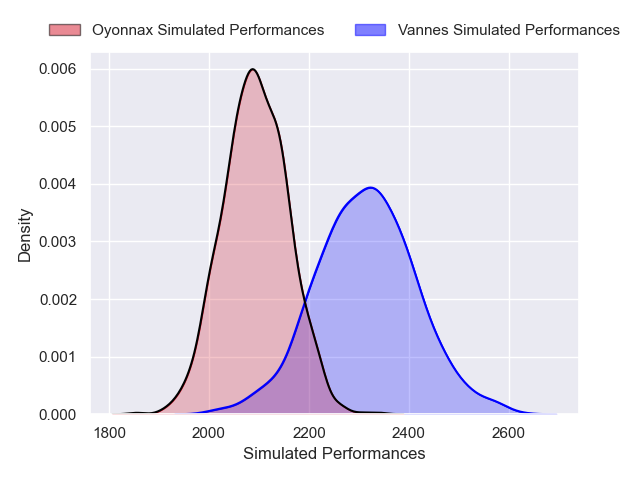 Oyonnax Simulated Performances Vannes Simulated Performances
0.006
0.005
0.004
0.003
0.002
0.001
0.000
Density
1800 2000 2200 2400 2600
Simulated Performances